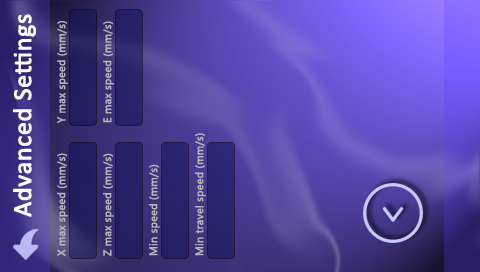 Advanced Settings
X max speed (mm/s)
Y max speed (mm/s)
Z max speed (mm/s)
E max speed (mm/s)
Min speed (mm/s)
Min travel speed (mm/s)